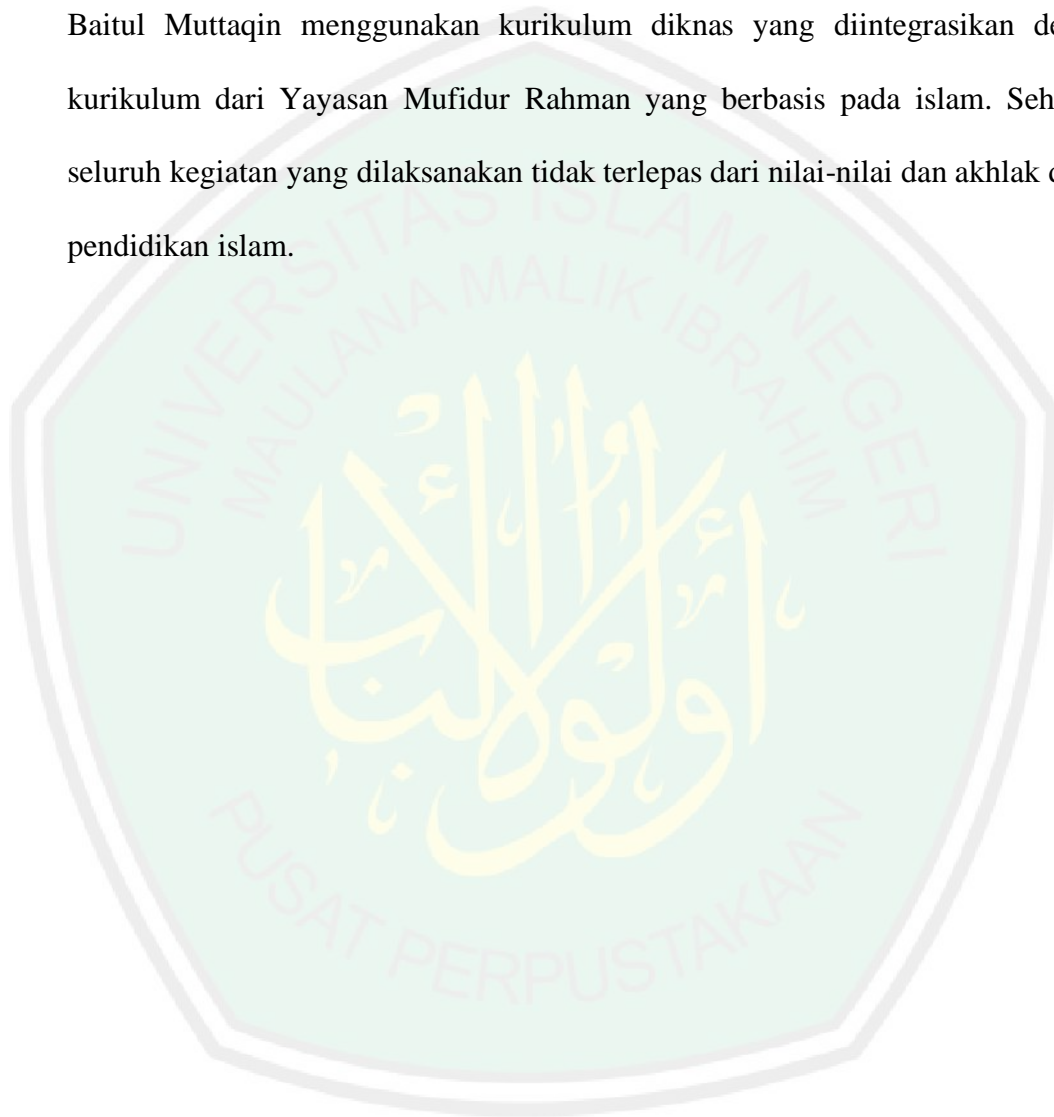 Baitul Muttaqin menggunakan kurikulum diknas yang diintegrasikan de
kurikulum dari Yayasan Mufidur Rahman yang berbasis pada islam. Seh
seluruh kegiatan yang dilaksanakan tidak terlepas dari nilai-nilai dan akhlak d
pendidikan islam.
UNIVERSITAS ISLAM NEGERI
MAULANA MALIK IBRAHIM
أولو الألباب
PUSAT PERPUSTAKAAN